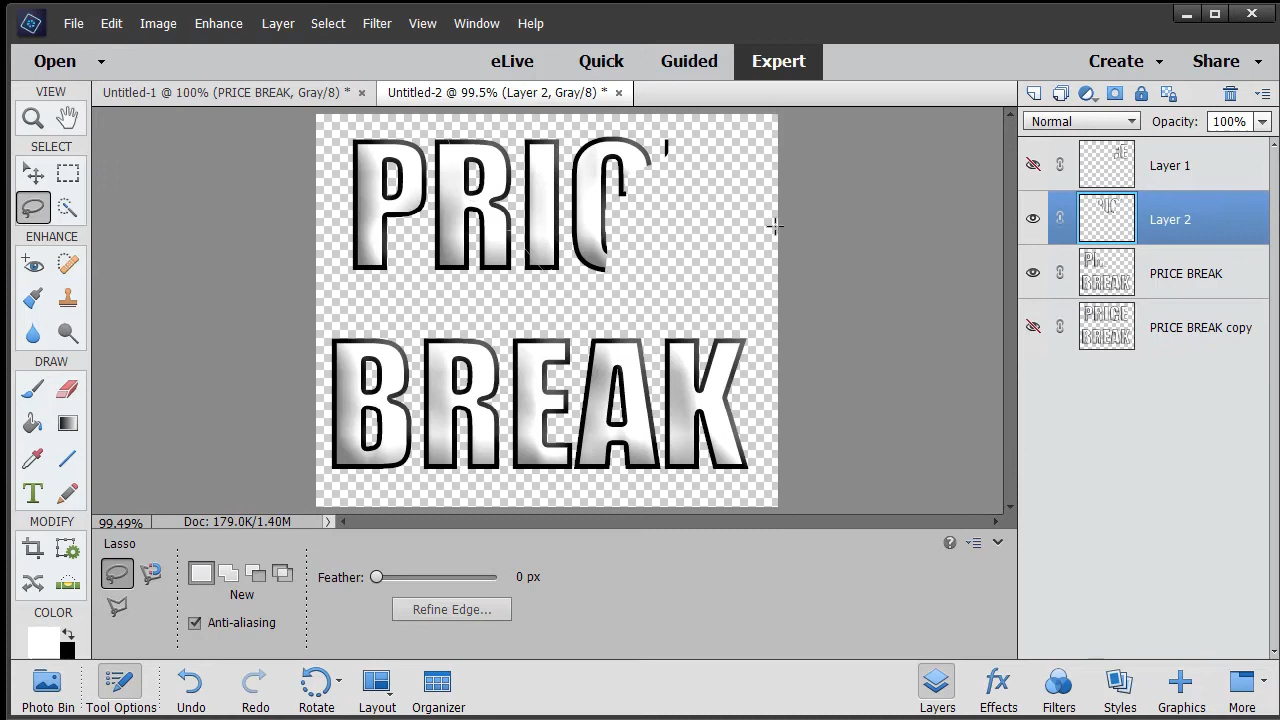 File Edit Image Enhance Layer Select Filter View Window Help
Open eLive Quick Guided Expert Create Share
VIEW Untitled-1 @ 100% (PRICE BREAK, Gray/8) * × Untitled-2 @ 99.5% (Layer 2, Gray/8) * ×
Normal Opacity: 100%
SELECT
Layer 1
Layer 2
ENHANCE
PRICE BREAK
PRICE BREAK copy
DRAW
PRIC
BREAK
MODIFY
99.49% Doc: 179.0K/1.40M
Lasso
Feather: 0 px
New
Refine Edge...
Anti-aliasing
COLOR
Photo Bin Tool Options Undo Redo Rotate Layout Organizer Layers Effects Filters Styles Graphics More